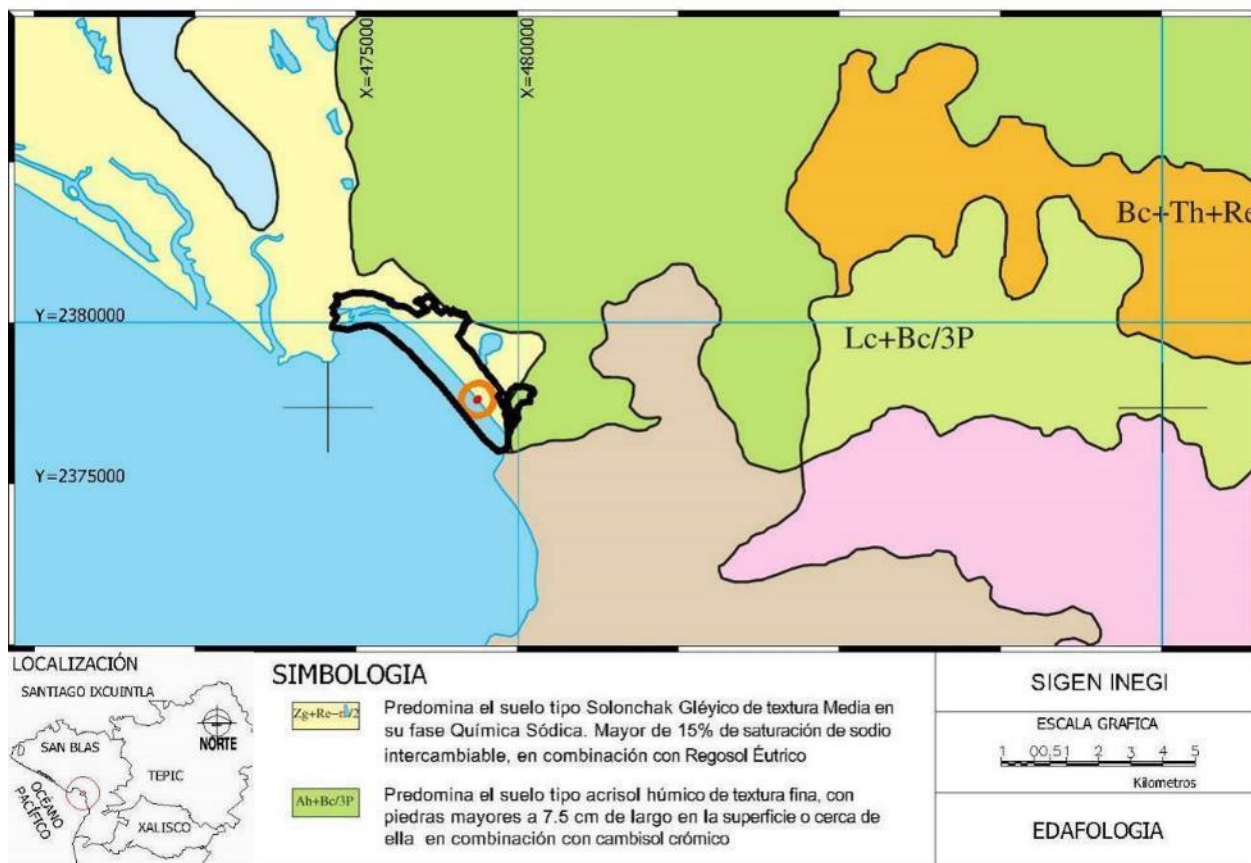 X=475000
X=480000
Bc+Th+Re
Y=2380000
Lc+Bc/3P
Y=2375000
LOCALIZACIÓN
SANTIAGO IXCUINTLA
SAN BLAS
NORTE
TEPIC
OCÉANO
PACÍFICO
XALISCO
SIMBOLOGIA
Predomina el suelo tipo Solonchak Gléyico de textura Media en
su fase Química Sódica. Mayor de 15% de saturación de sodio
intercambiable, en combinación con Regosol Éutrico
Ah+Bc/3P
Predomina el suelo tipo acrisol húmico de textura fina, con
piedras mayores a 7.5 cm de largo en la superficie o cerca de
ella en combinación con cambisol crómico
SIGEN INEGI
ESCALA GRAFICA
1 00,51 2 3 4 5
Kilometros
EDAFOLOGIA